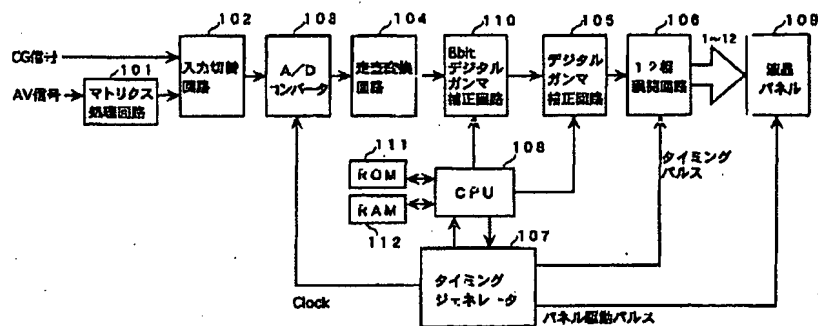 102
入力切替
回路
103
A/D
コンバータ
104
走査変換
回路
110
8bit
デジタル
ガンマ
補正回路
105
デジタル
ガンマ
補正回路
106
12相
展開回路
1~12
109
液晶
パネル
CG信号
101
AV信号
マトリクス
処理回路
111
ROM
RAM
112
108
CPU
タイミング
パルス
107
タイミング
ジェネレータ
Clock
パネル駆動パルス